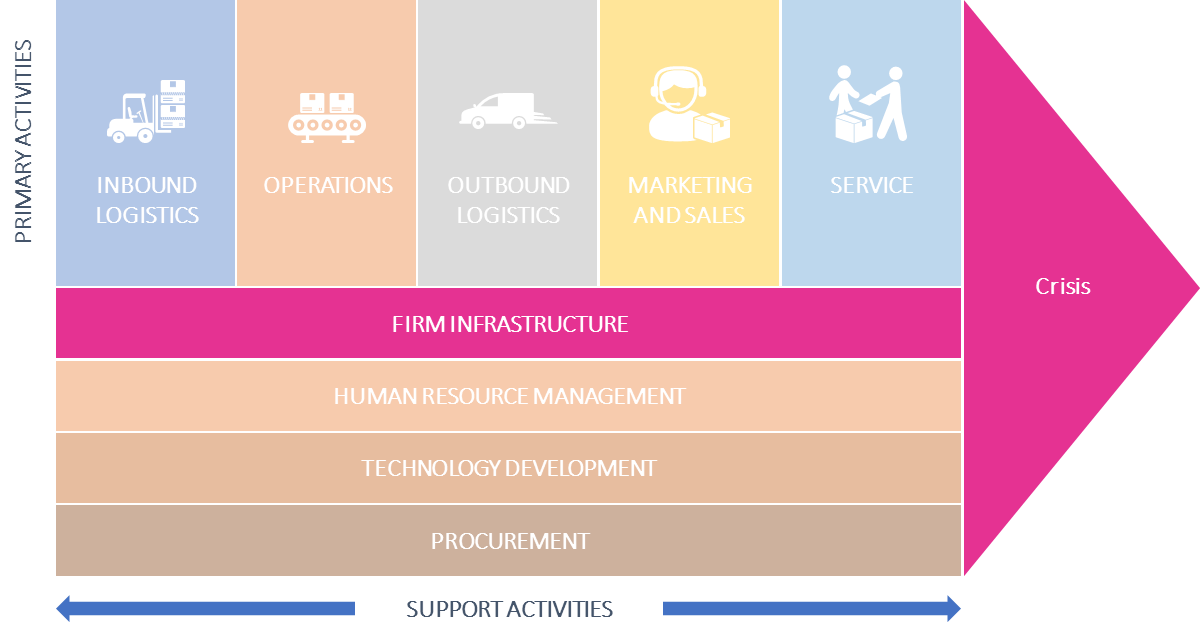 PRIMARY ACTIVITIES
INBOUND
LOGISTICS
OPERATIONS
OUTBOUND
LOGISTICS
MARKETING
AND SALES
SERVICE
Crisis
FIRM INFRASTRUCTURE
HUMAN RESOURCE MANAGEMENT
TECHNOLOGY DEVELOPMENT
PROCUREMENT
SUPPORT ACTIVITIES